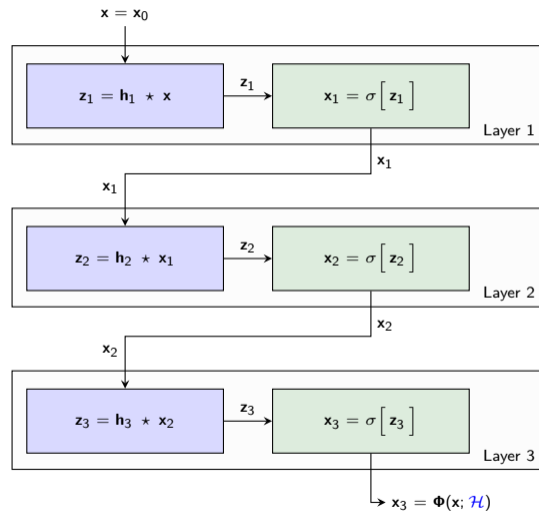 x = x₀
z₁ = h₁ ⋆ x
z₁
x₁ = σ[z₁]
Layer 1
x₁
x₁
z₂ = h₂ ⋆ x₁
z₂
x₂ = σ[z₂]
Layer 2
x₂
x₂
z₃ = h₃ ⋆ x₂
z₃
x₃ = σ[z₃]
Layer 3
x₃ = Φ(x; ℋ)